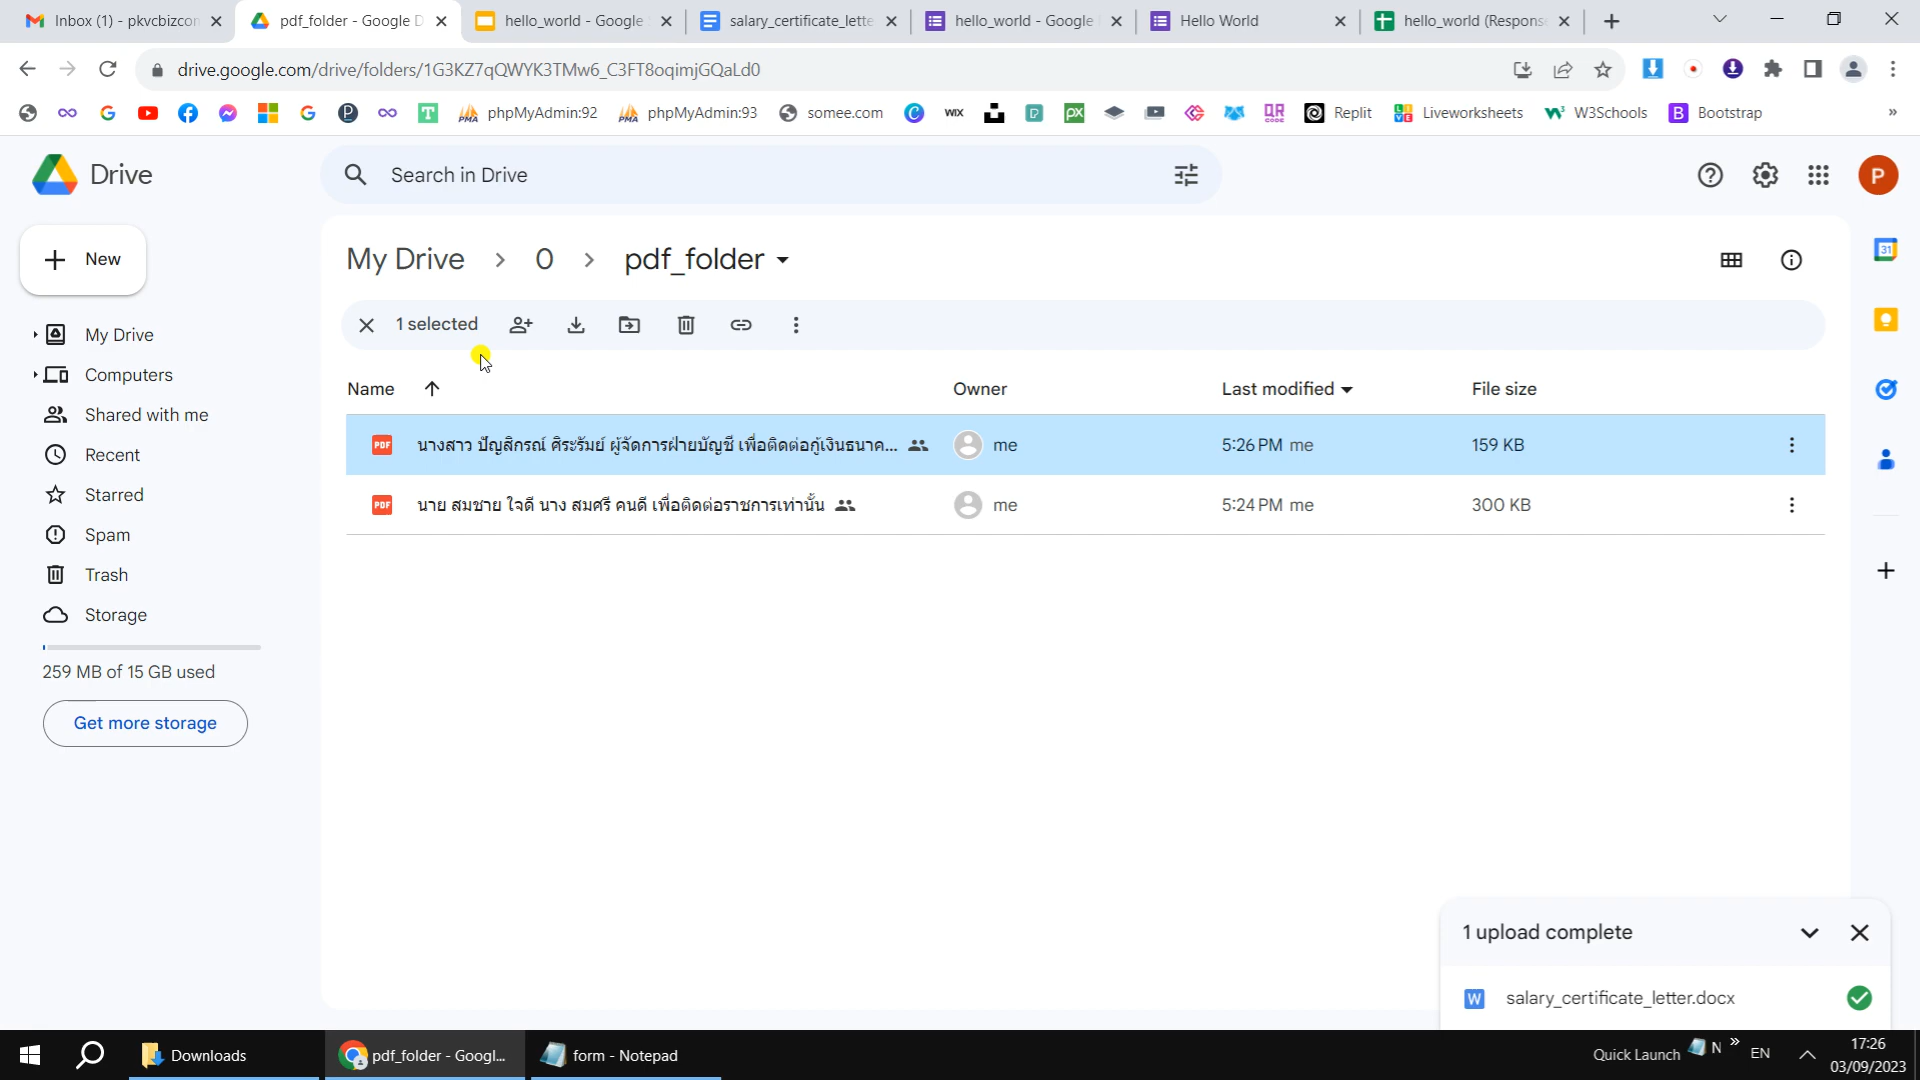 Inbox (1) - pkvcbizcon
pdf_folder - Google D
hello_world - Google
salary_certificate_lette
hello_world - Google
Hello World
hello_world (Respons
drive.google.com/drive/folders/1G3KZ7qQWYK3TMw6_C3FT8oqimjGQaLd0
phpMyAdmin:92
phpMyAdmin:93
somee.com
WIX
Replit
Liveworksheets
W3Schools
Bootstrap
Drive
Search in Drive
P
New
My Drive > 0 > pdf_folder
1 selected
My Drive
Computers
Shared with me
Recent
Starred
Spam
Trash
Storage
259 MB of 15 GB used
Get more storage
Name
Owner
Last modified
File size
PDF นางสาว ปัญสิกรณ์ ศิระรัมย์ ผู้จัดการฝ่ายบัญชี เพื่อติดต่อกู้เงินธนาค... me 5:26 PM me 159 KB
PDF นาย สมชาย ใจดี นาง สมศรี คนดี เพื่อติดต่อราชการเท่านั้น me 5:24 PM me 300 KB
31
1 upload complete
W salary_certificate_letter.docx
Downloads
pdf_folder - Googl...
form - Notepad
Quick Launch
N
EN
17:26
03/09/2023